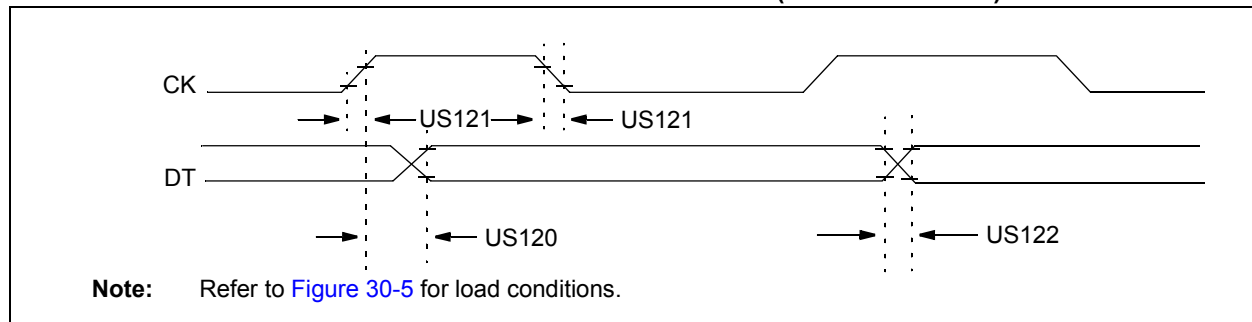 CK
US121 US121
DT
US120 US122
Note: Refer to Figure 30-5 for load conditions.